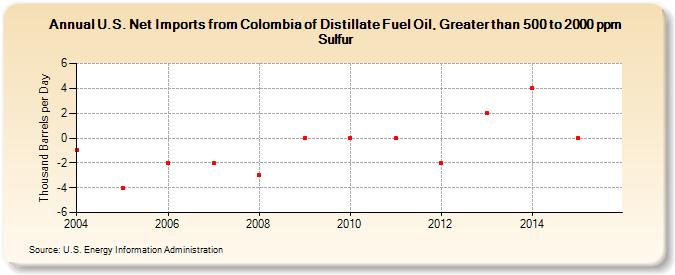 Annual U.S. Net Imports from Colombia of Distillate Fuel Oil, Greater than 500 to 2000 ppm
Sulfur
Thousand Barrels per Day
6
4
2
0
-2
-4
-6
2004 2006 2008 2010 2012 2014
Source: U.S. Energy Information Administration